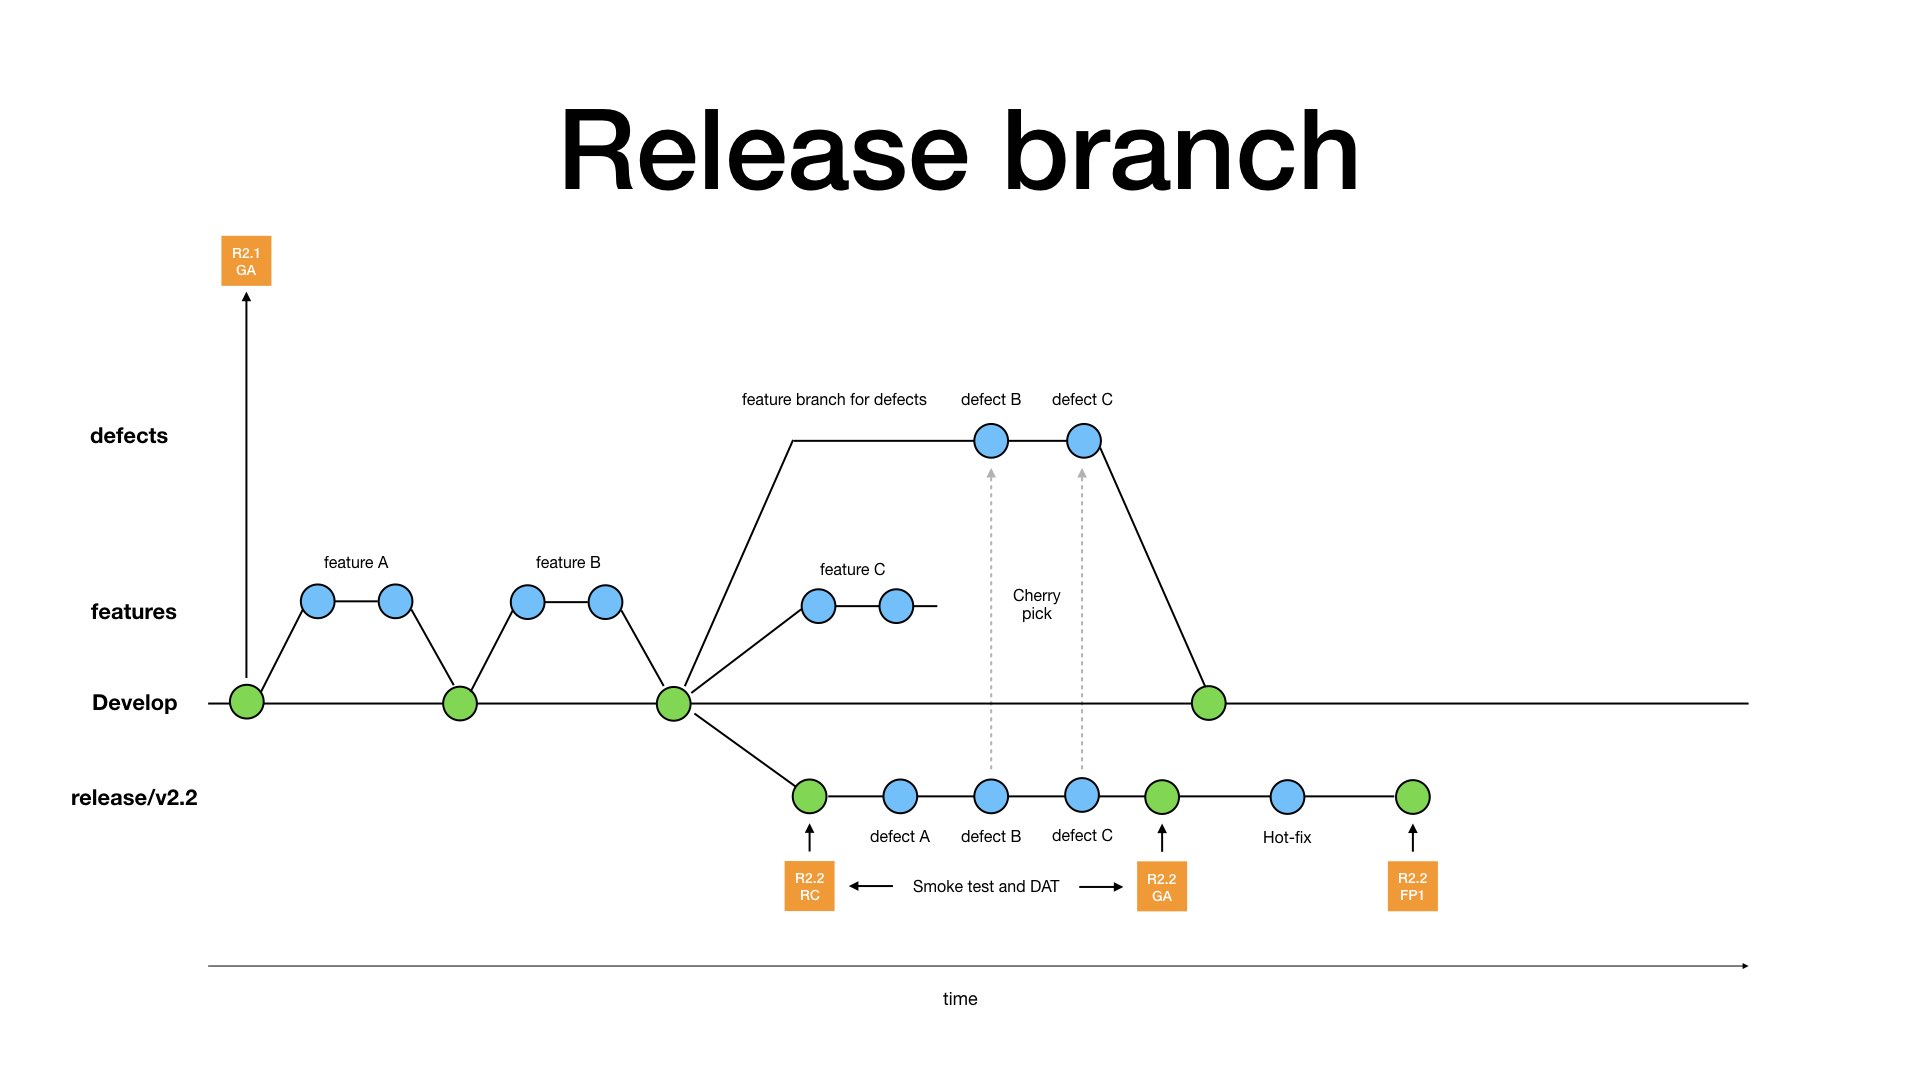 Release branch
R2.1
GA
feature branch for defects
defect B
defect C
defects
feature A
feature B
feature C
Cherry
pick
features
Develop
release/v2.2
defect A
defect B
defect C
Hot-fix
R2.2
RC
Smoke test and DAT
R2.2
GA
R2.2
FP1
time